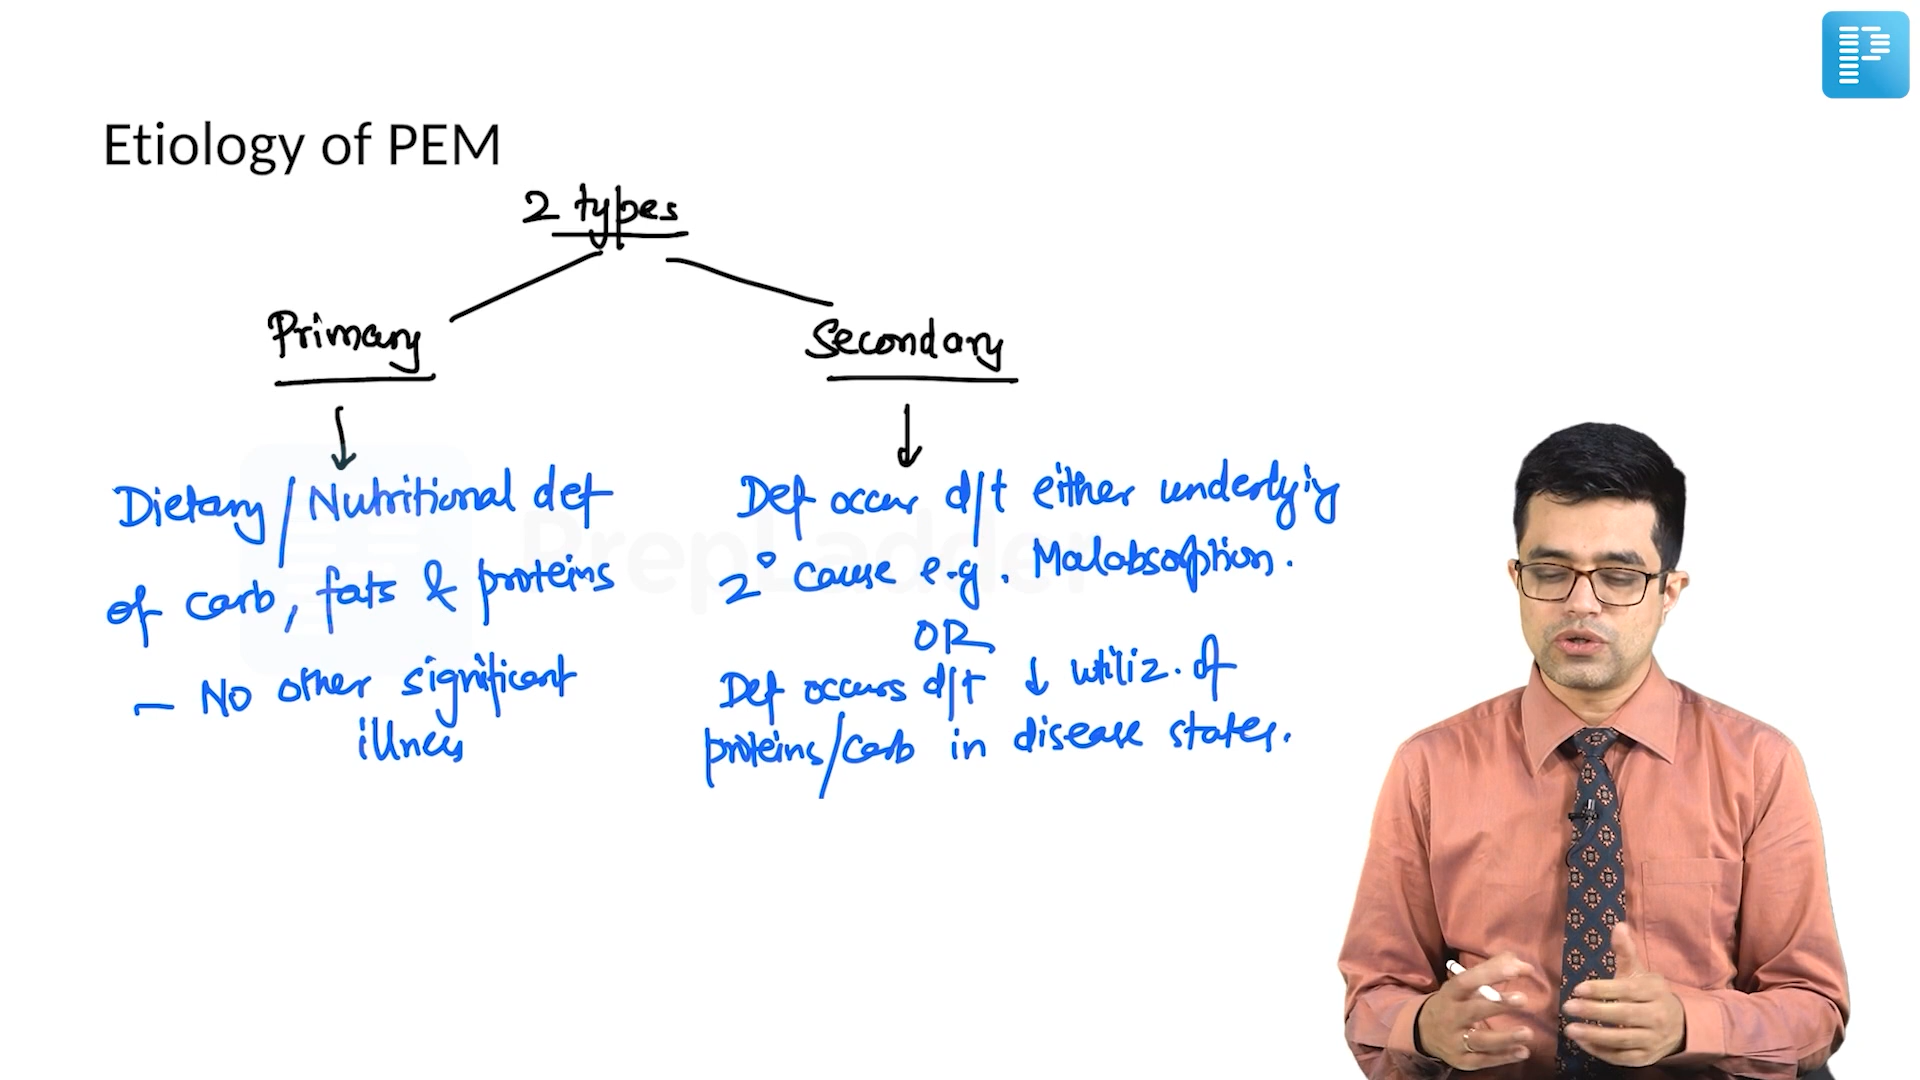 Etiology of PEM
2 types
Primary
Secondary
Dietary / Nutritional def
of carb, fats & proteins
– No other significant
illness
Def occur d/t either underlying
2° cause e.g. Malabsorption.
OR
Def occurs d/t ↓ utiliz. of
proteins/carb in disease states.
PrepLadder